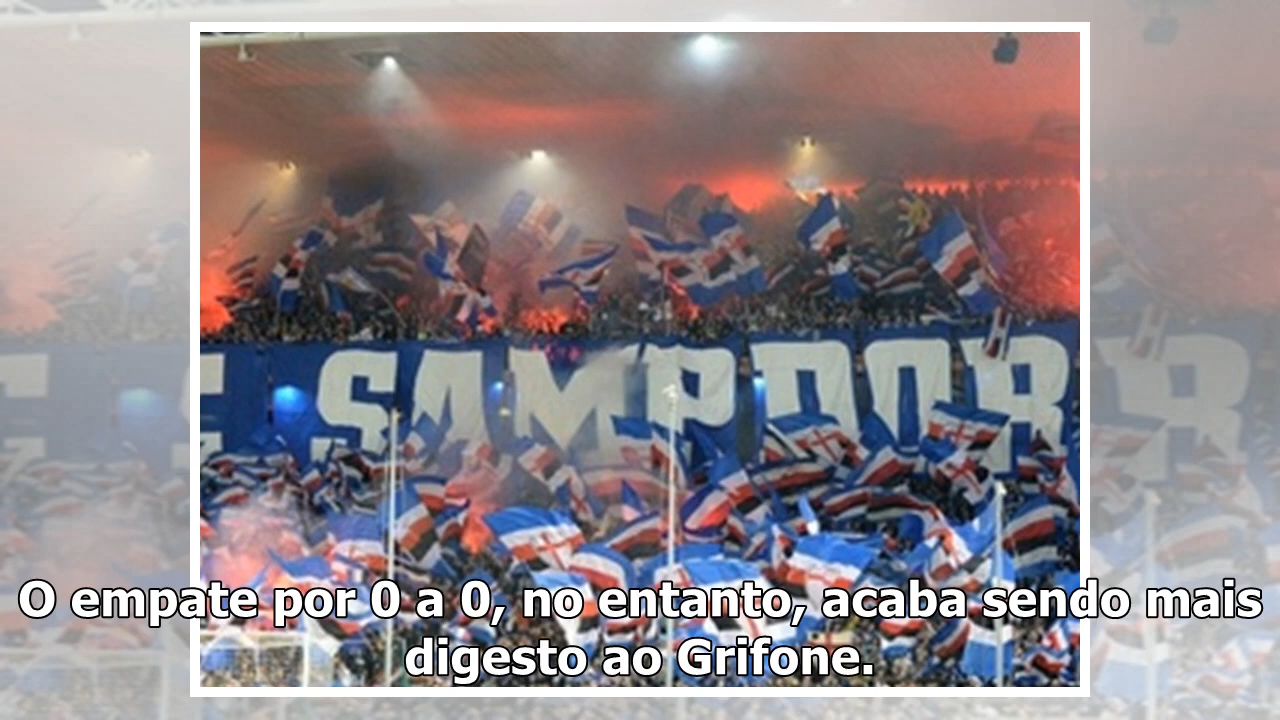 E SAMPDOR
O empate por 0 a 0, no entanto, acaba sendo mais
digesto ao Grifone.